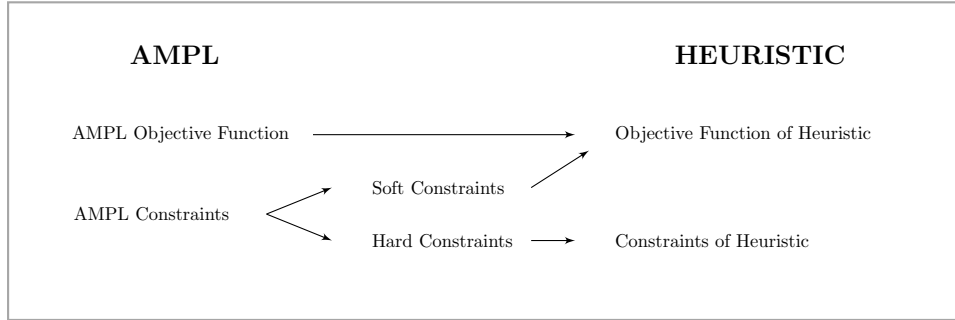 AMPL
HEURISTIC
AMPL Objective Function
Objective Function of Heuristic
Soft Constraints
AMPL Constraints
Hard Constraints
Constraints of Heuristic